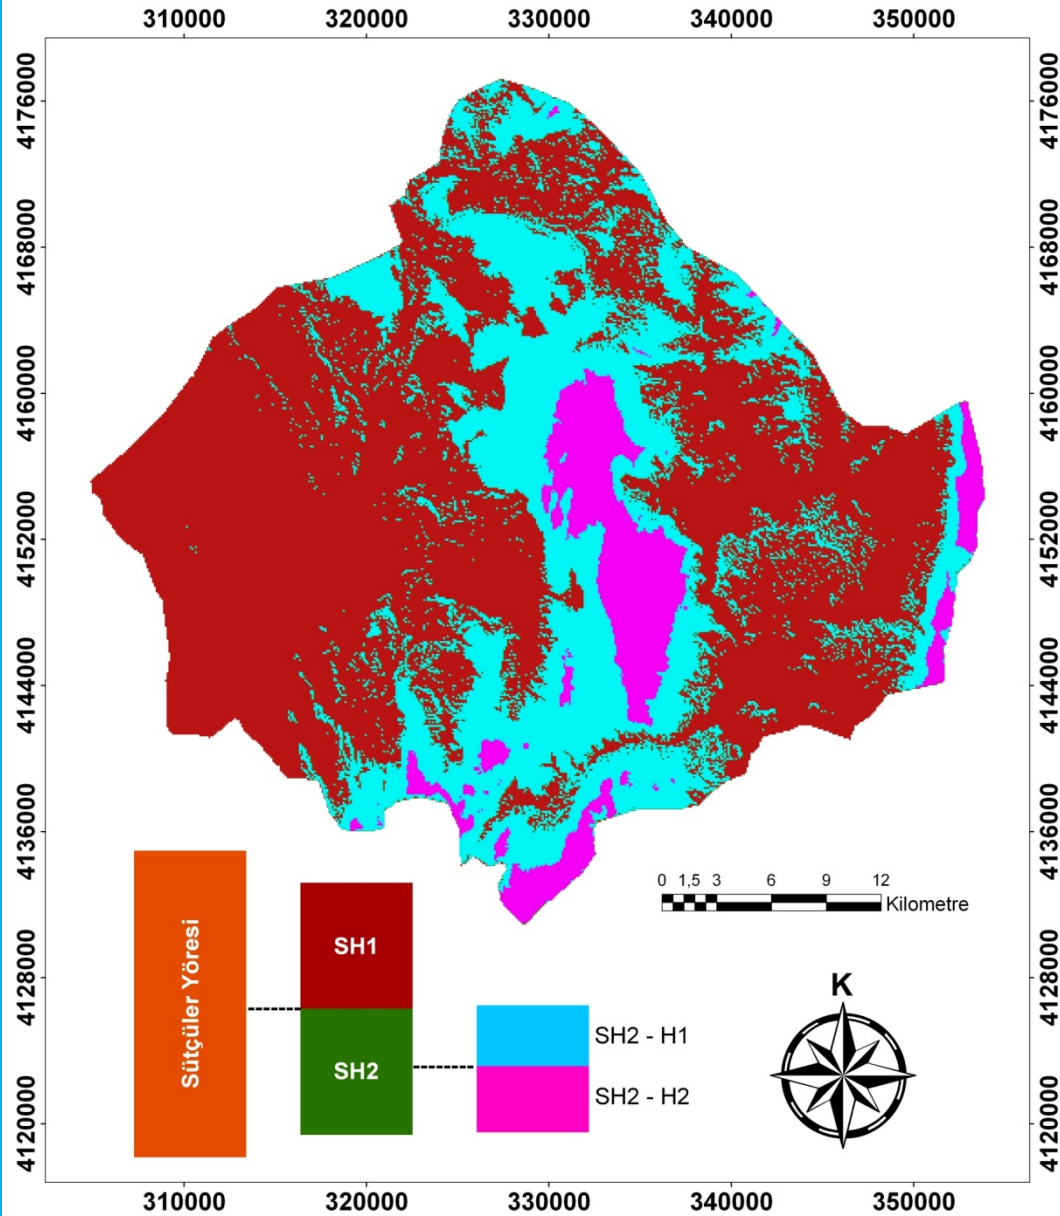 310000 320000 330000 340000 350000
4176000 4176000
4168000 4168000
4160000 4160000
4152000 4152000
4144000 4144000
4136000 4136000
4128000 4128000
4120000 4120000
0 1,5 3 6 9 12
Kilometre
Sütçüler Yöresi
SH1
SH2
SH2 - H1
SH2 - H2
K
310000 320000 330000 340000 350000